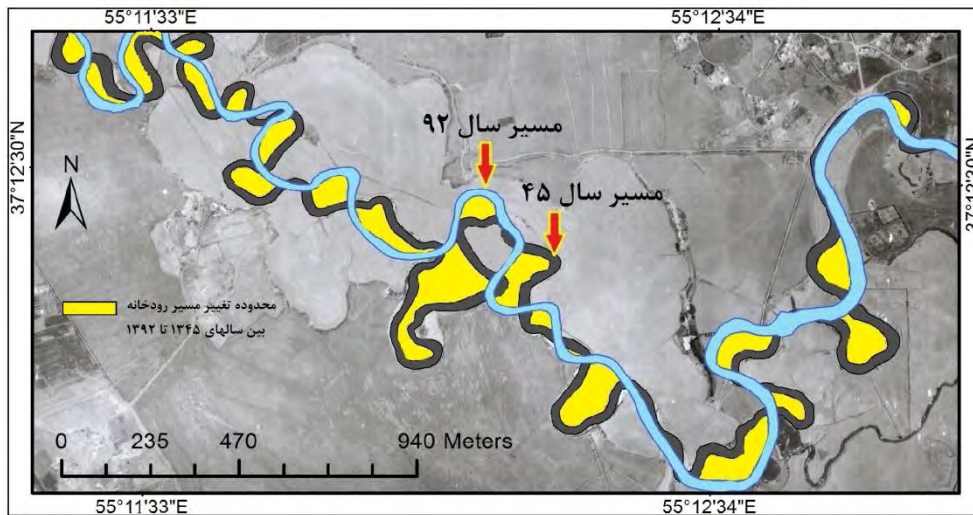 55°11'33"E
55°12'34"E
37°12'30"N
37°12'30"N
N
مسیر سال ۹۲
مسیر سال ۴۵
محدوده تغییر مسیر رودخانه
بین سالهای ۱۳۴۵ تا ۱۳۹۲
0 235 470 940 Meters
55°11'33"E
55°12'34"E